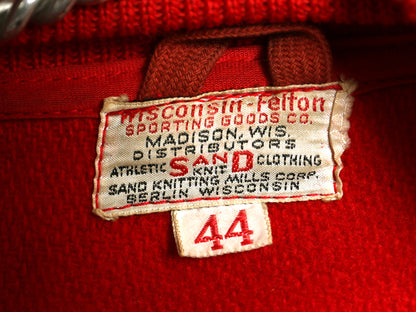 Wisconsin-Felton
SPORTING GOODS CO.
MADISON, WIS.
DISTRIBUTORS
ATHLETIC SAND KNIT CLOTHING
SAND KNITTING MILLS CORP.
BERLIN WISCONSIN
44